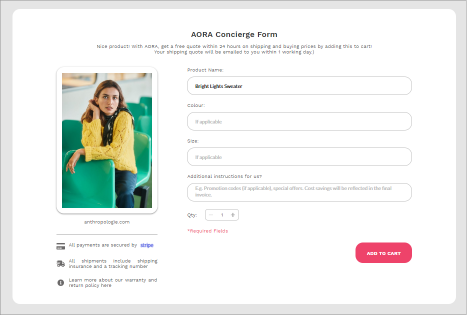 AORA Concierge Form
Nice product! With AORA, get a free quote within 24 hours on shipping and buying prices by adding this to cart!
Your shipping quote will be emailed to you within 1 working day.)
Product Name:
Bright Lights Sweater
Colour:
If applicable
Size:
If applicable
Additional instructions for us?
E.g. Promotion codes (if applicable), special offers. Cost savings will be reflected in the final
invoice.
Qty:
- 1 +
*Required Fields
ADD TO CART
anthropologie.com
All payments are secured by stripe
All shipments include shipping
insurance and a tracking number
Learn more about our warranty and
return policy here